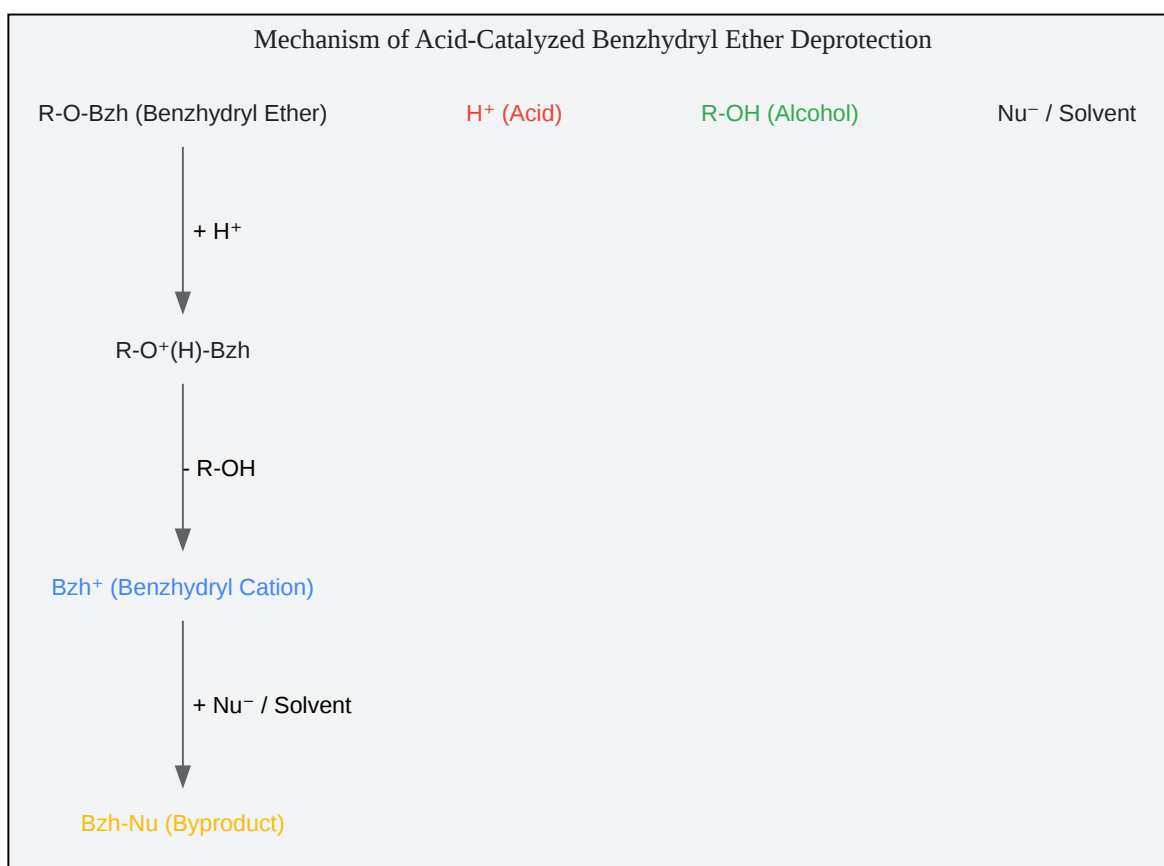 Mechanism of Acid-Catalyzed Benzhydryl Ether Deprotection
R-O-Bzh (Benzhydryl Ether)
H⁺ (Acid)
R-OH (Alcohol)
Nu⁻ / Solvent
+ H⁺
R-O⁺(H)-Bzh
- R-OH
Bzh⁺ (Benzhydryl Cation)
+ Nu⁻ / Solvent
Bzh-Nu (Byproduct)